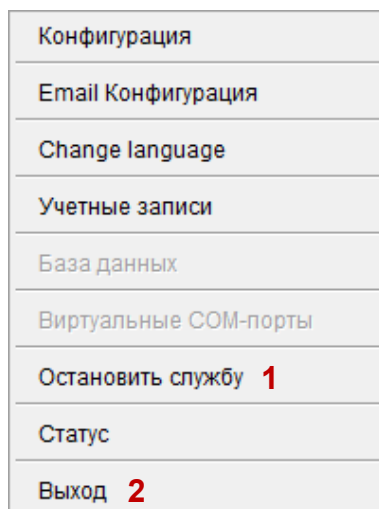 Конфигурация
Email Конфигурация
Change language
Учетные записи
База данных
Виртуальные COM-порты
Остановить службу 1
Статус
Выход 2